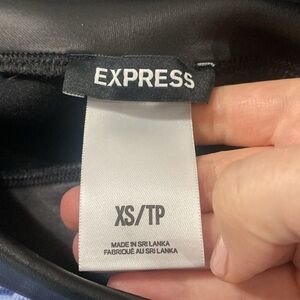 EXPRESS
XS/TP
MADE IN SRI LANKA
FABRIQUÉ AU SRI LANKA